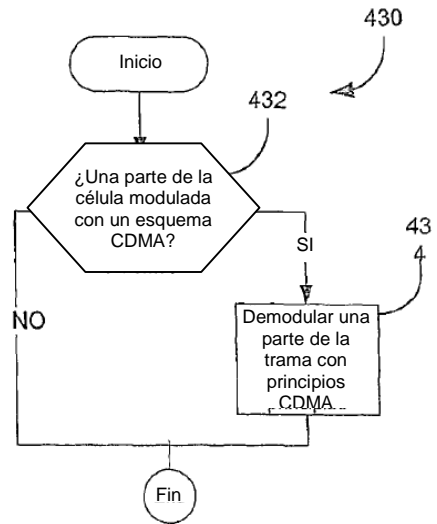 430
Inicio
432
¿Una parte de la
célula modulada
con un esquema
CDMA?
SI
43
4
NO
Demodular una
parte de la
trama con
principios
CDMA
Fin